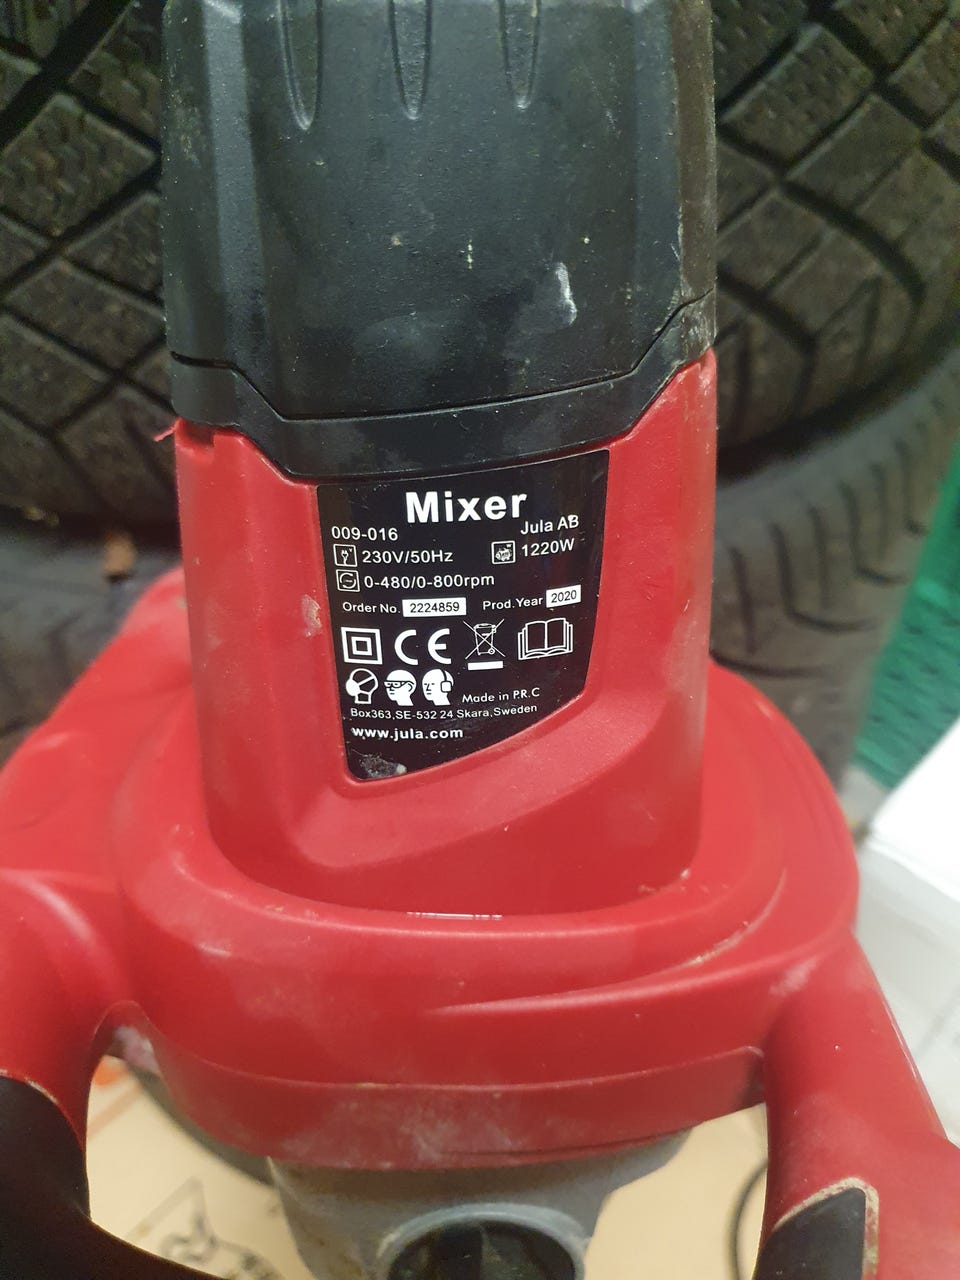 Mixer
009-016 Jula AB
230V/50Hz 1220W
0-480/0-800rpm
Order No. 2224859 Prod.Year 2020
CE
Made in P.R.C
Box363,SE-532 24 Skara,Sweden
www.jula.com